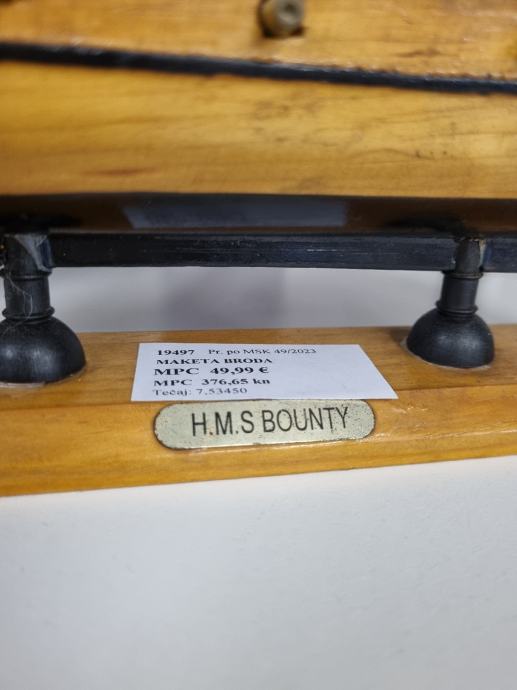 19497 Pr. po MSK 49/2023
MAKETA BRODA
MPC 49,99 €
MPC 376,65 kn
Tečaj: 7,53450
H.M.S BOUNTY